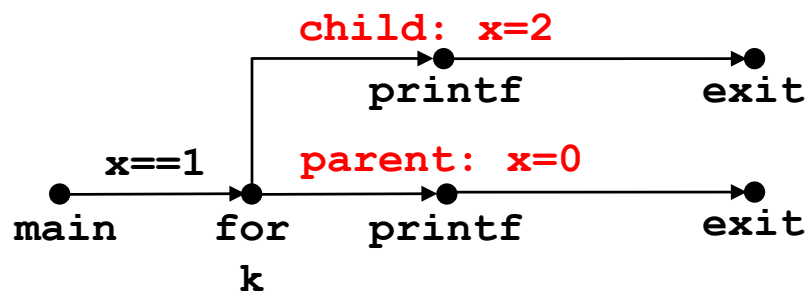 child: x=2
printf exit
x==1 parent: x=0
main for printf exit
k